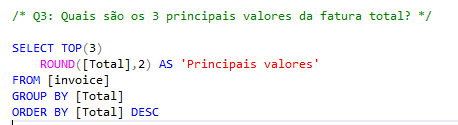 /* Q3: Quais são os 3 principais valores da fatura total? */
SELECT TOP(3)
ROUND([Total],2) AS 'Principais valores'
FROM [invoice]
GROUP BY [Total]
ORDER BY [Total] DESC